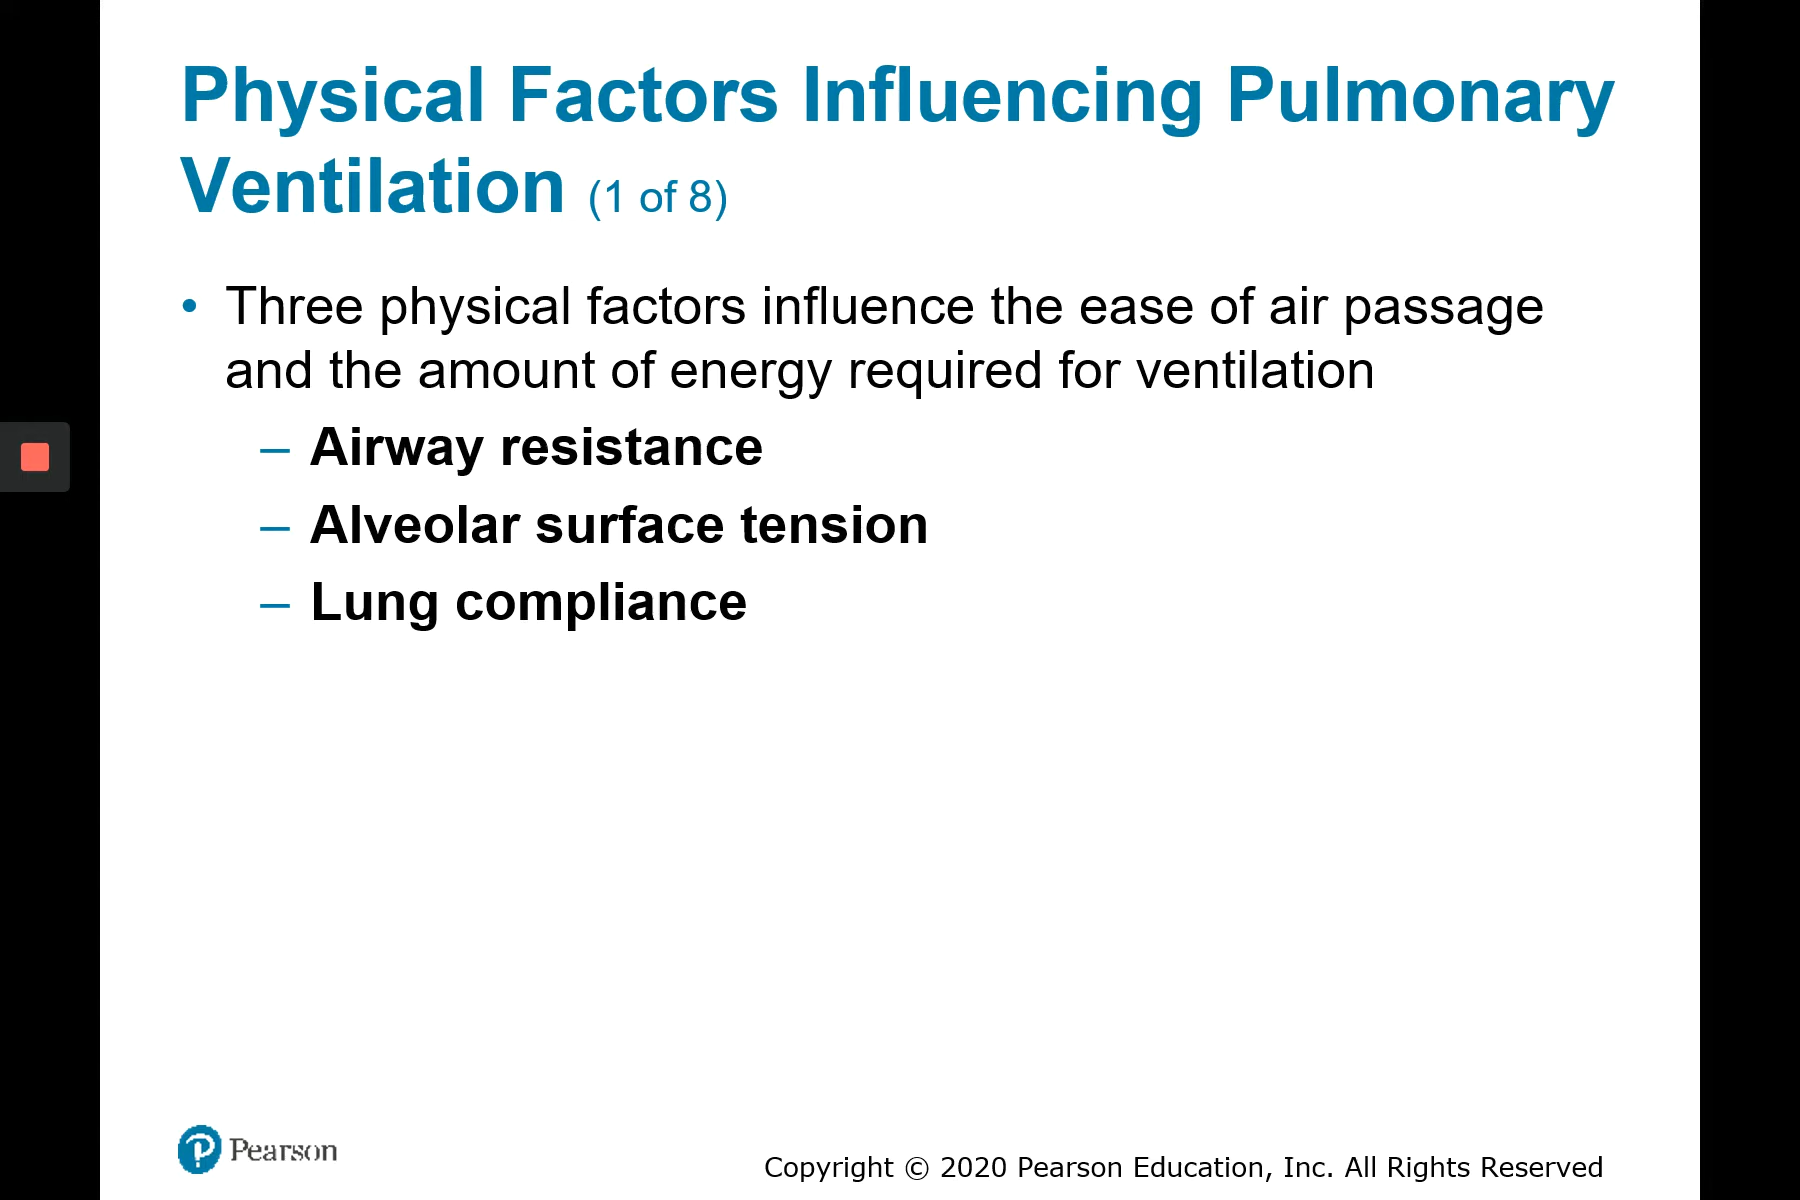 Physical Factors Influencing Pulmonary
Ventilation (1 of 8)
• Three physical factors influence the ease of air passage
and the amount of energy required for ventilation
– Airway resistance
– Alveolar surface tension
– Lung compliance
Pearson
Copyright © 2020 Pearson Education, Inc. All Rights Reserved